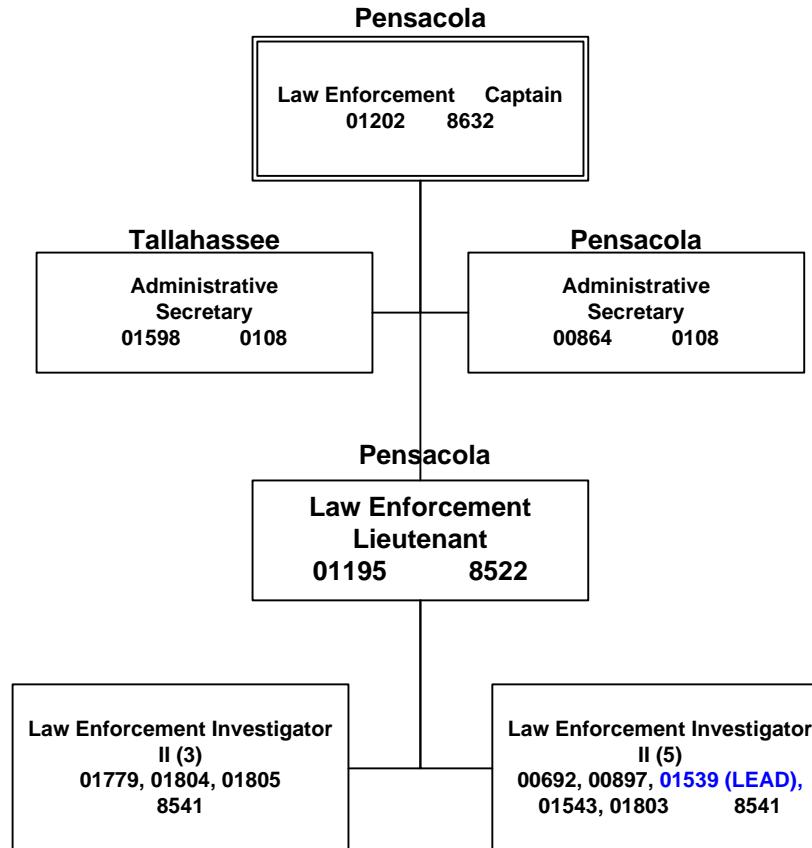 Pensacola
Law Enforcement Captain
01202 8632
Tallahassee
Administrative
Secretary
01598 0108
Pensacola
Administrative
Secretary
00864 0108
Pensacola
Law Enforcement
Lieutenant
01195 8522
Law Enforcement Investigator
II (3)
01779, 01804, 01805
8541
Law Enforcement Investigator
II (5)
00692, 00897, 01539 (LEAD),
01543, 01803 8541